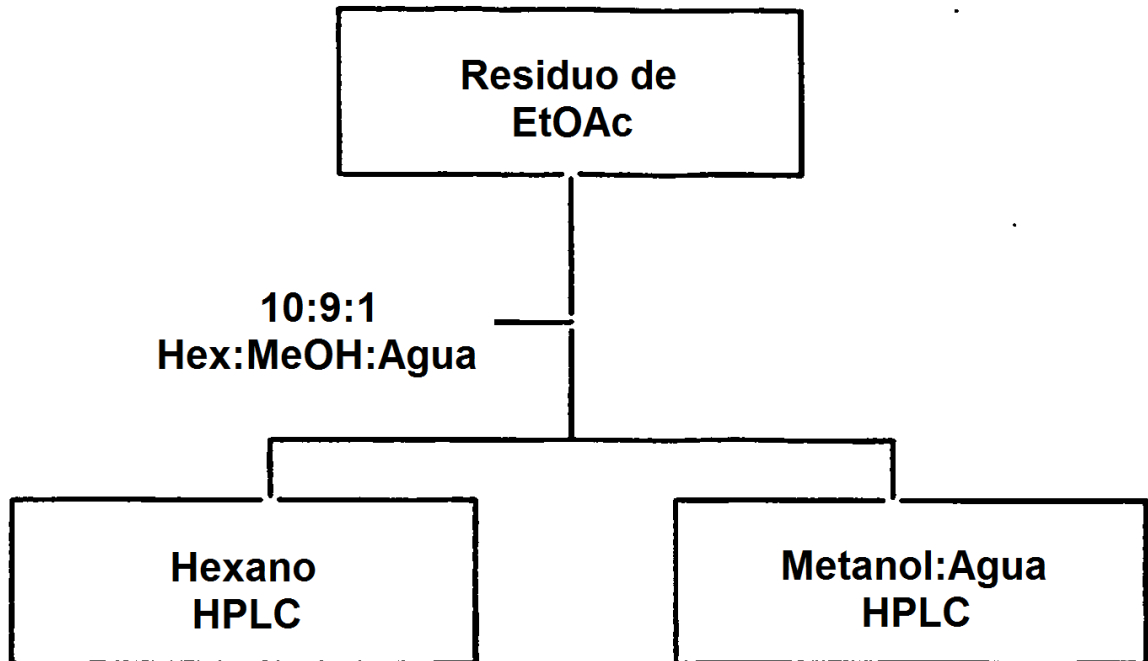 Residuo de
EtOAc
10:9:1
Hex:MeOH:Agua
Hexano
HPLC
Metanol:Agua
HPLC